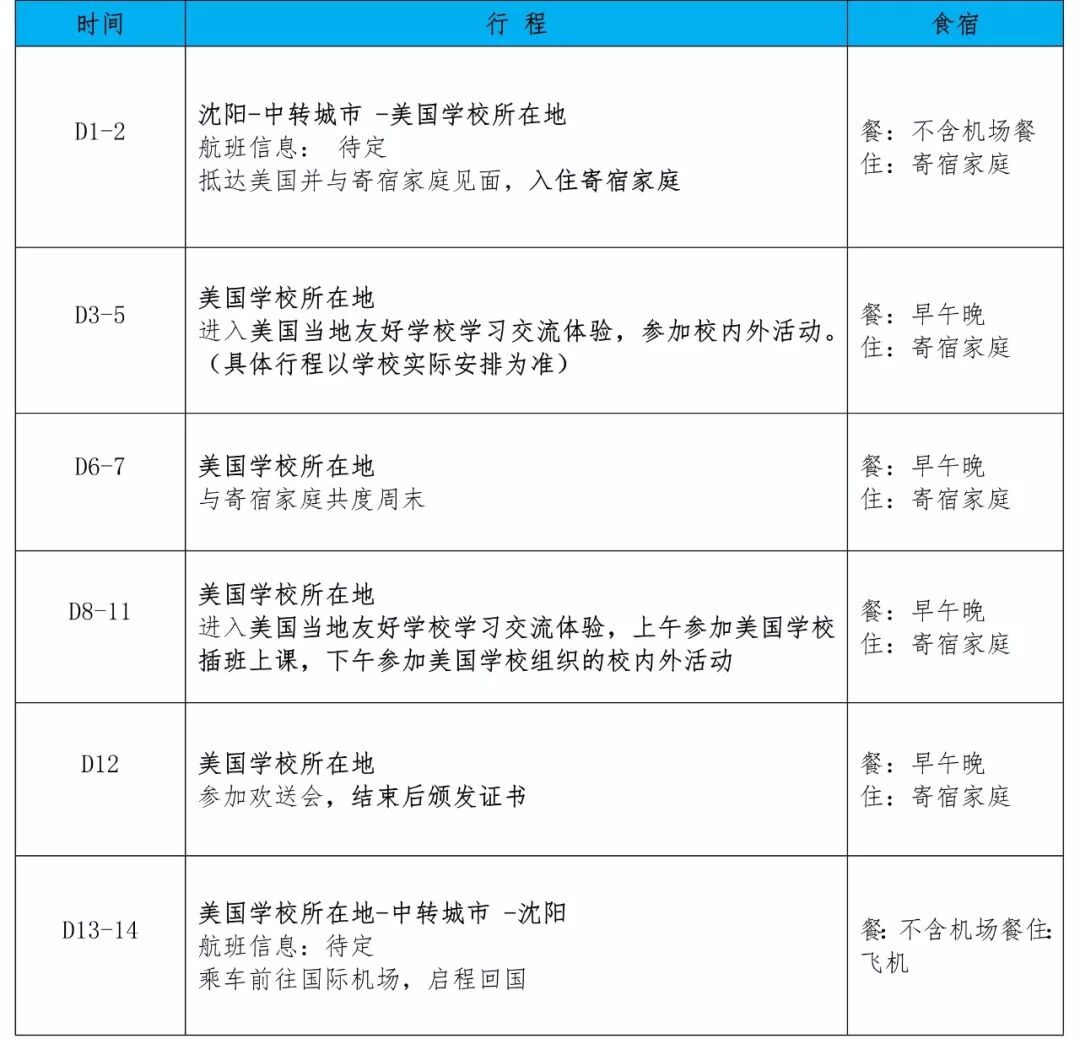 时间 行 程 食宿
D1-2
沈阳-中转城市 -美国学校所在地
航班信息： 待定
抵达美国并与寄宿家庭见面，入住寄宿家庭
餐：不含机场餐
住：寄宿家庭
D3-5
美国学校所在地
进入美国当地友好学校学习交流体验，参加校内外活动。
（具体行程以学校实际安排为准）
餐：早午晚
住：寄宿家庭
D6-7
美国学校所在地
与寄宿家庭共度周末
餐：早午晚
住：寄宿家庭
D8-11
美国学校所在地
进入美国当地友好学校学习交流体验，上午参加美国学校
插班上课，下午参加美国学校组织的校内外活动
餐：早午晚
住：寄宿家庭
D12
美国学校所在地
参加欢送会，结束后颁发证书
餐：早午晚
住：寄宿家庭
D13-14
美国学校所在地-中转城市 -沈阳
航班信息：待定
乘车前往国际机场，启程回国
餐：不含机场餐住：
飞机